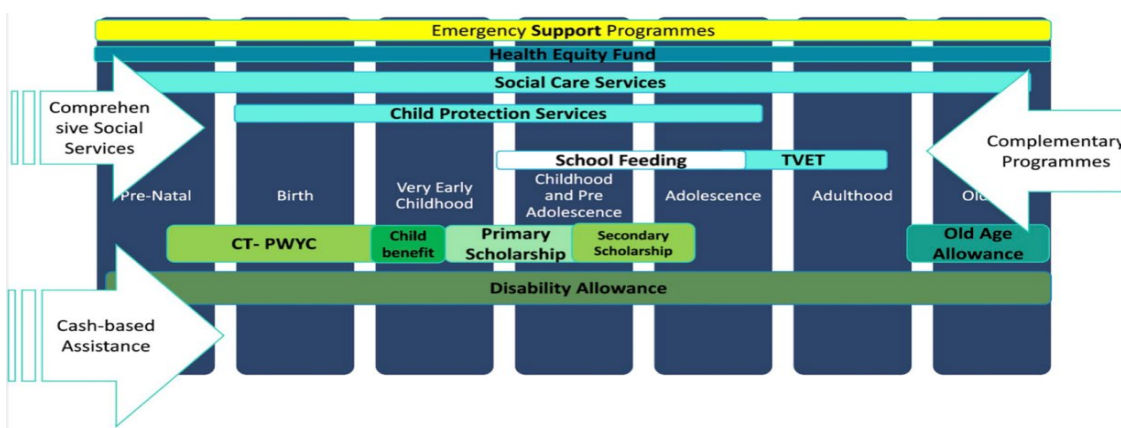 Emergency Support Programmes
Health Equity Fund
Social Care Services
Comprehen
sive Social
Services
Child Protection Services
Complementary
Programmes
School Feeding
TVET
Pre-Natal
Birth
Very Early
Childhood
Childhood
and Pre
Adolescence
Adolescence
Adulthood
Old
CT- PWYC
Child
benefit
Primary
Scholarship
Secondary
Scholarship
Old Age
Allowance
Disability Allowance
Cash-based
Assistance